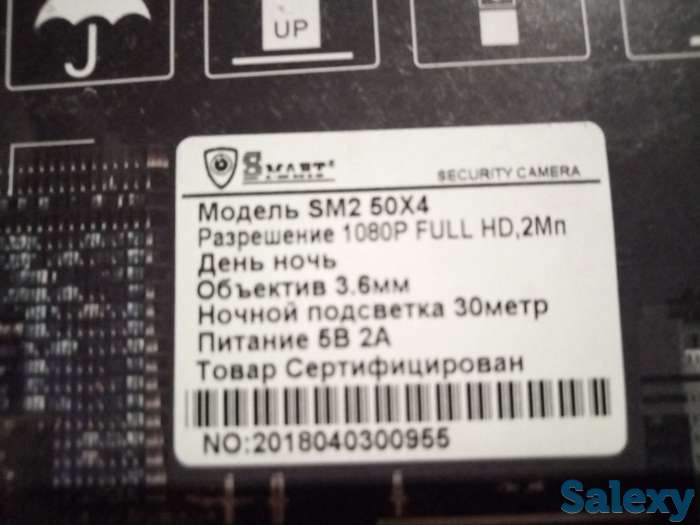 UP
SMART
SECURITY CAMERA
Модель SM2 50X4
Разрешение 1080P FULL HD,2Мп
День ночь
Объектив 3.6мм
Ночной подсветка 30метр
Питание 5В 2А
Товар Сертифицирован
NO:2018040300955
Salexy